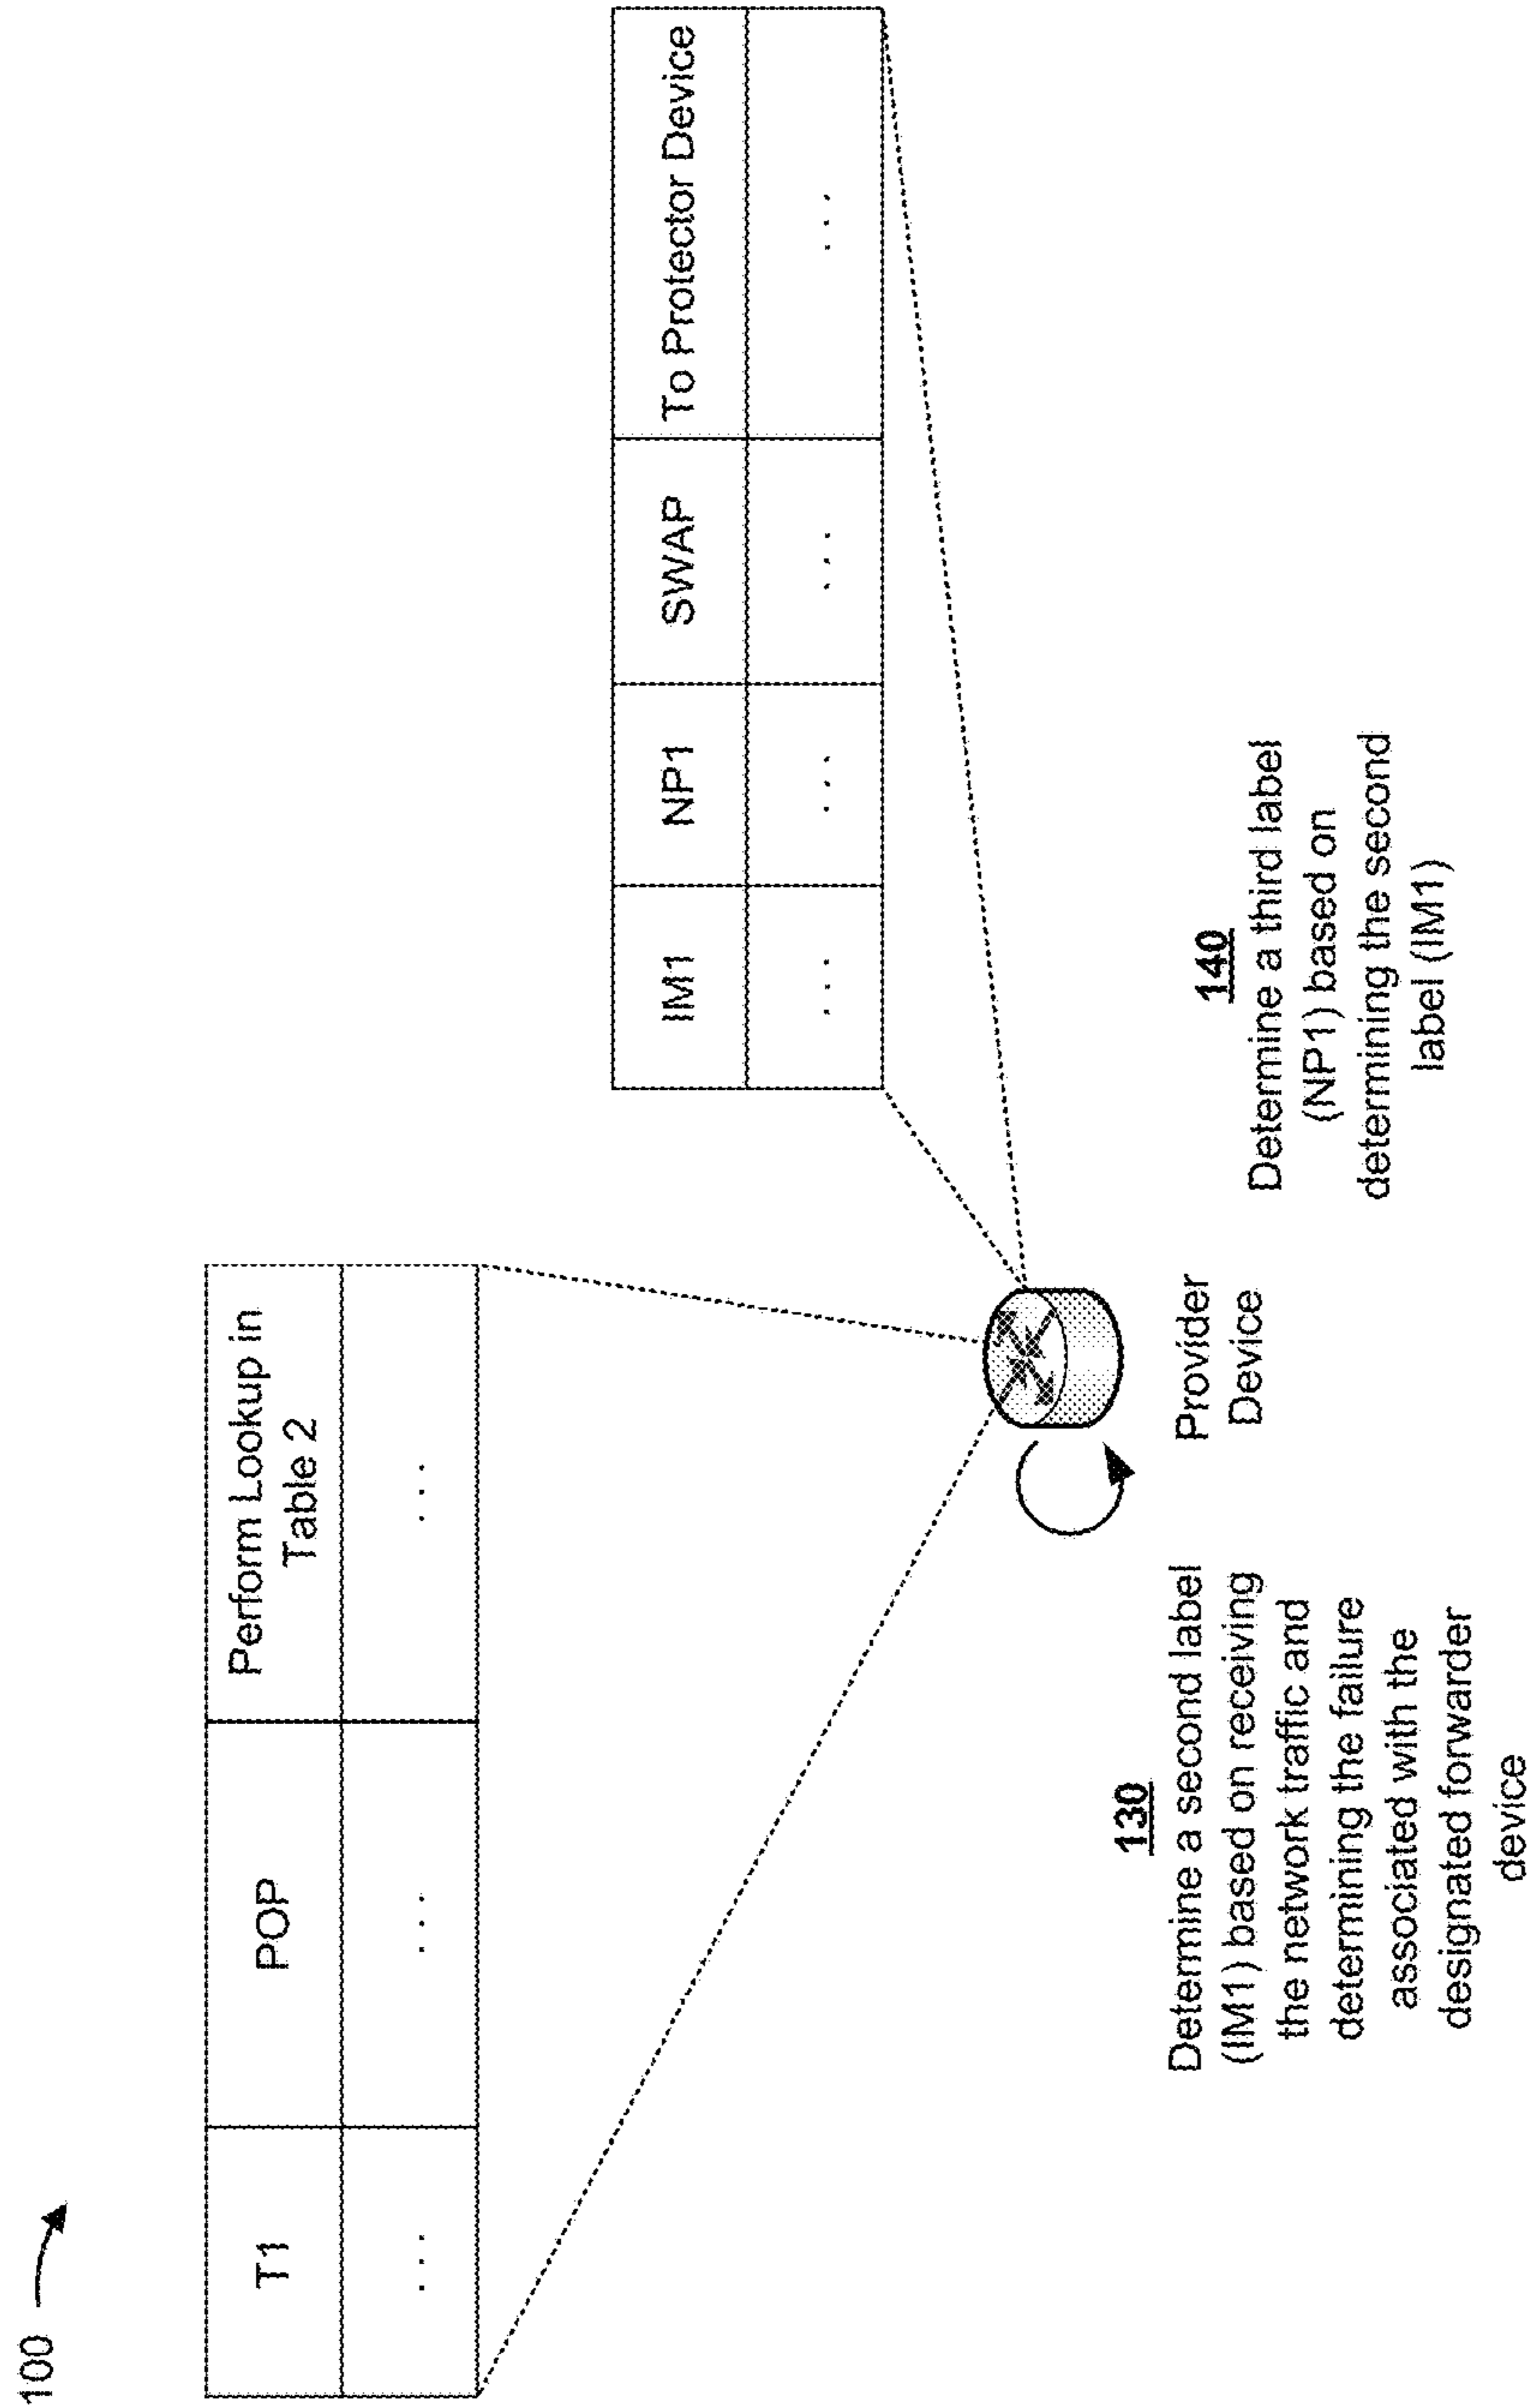 100
T1
POP
Perform Lookup in
Table 2
. . .
. . .
. . .
IM1
NP1
SWAP
To Protector Device
. . .
. . .
. . .
. . .
Provider
Device
130
Determine a second label
(IM1) based on receiving
the network traffic and
determining the failure
associated with the
designated forwarder
device
140
Determine a third label
(NP1) based on
determining the second
label (IM1)